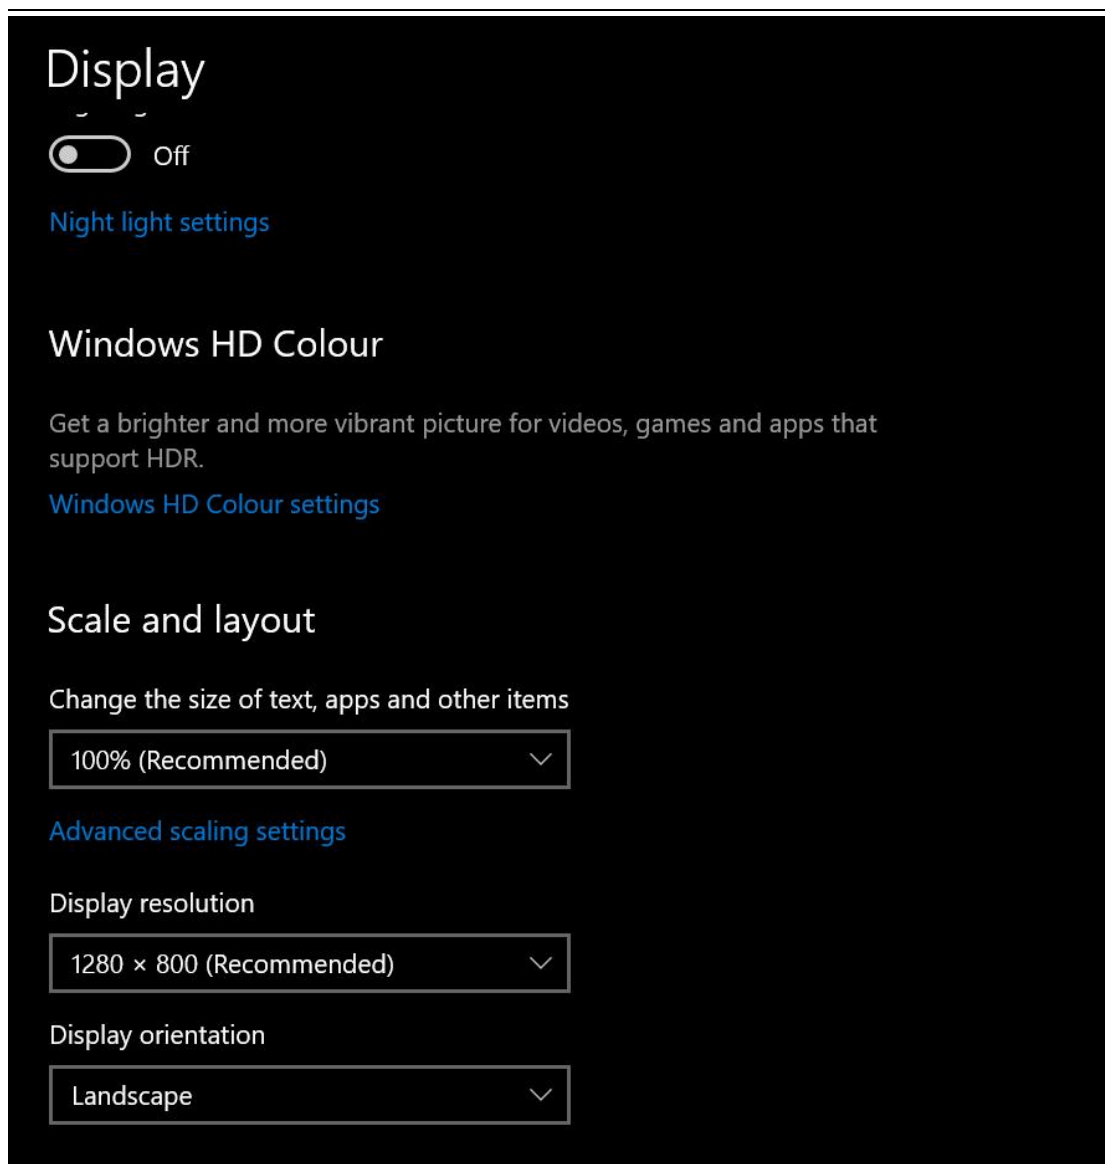 Display
Off
Night light settings
Windows HD Colour
Get a brighter and more vibrant picture for videos, games and apps that
support HDR.
Windows HD Colour settings
Scale and layout
Change the size of text, apps and other items
100% (Recommended)
Advanced scaling settings
Display resolution
1280 × 800 (Recommended)
Display orientation
Landscape